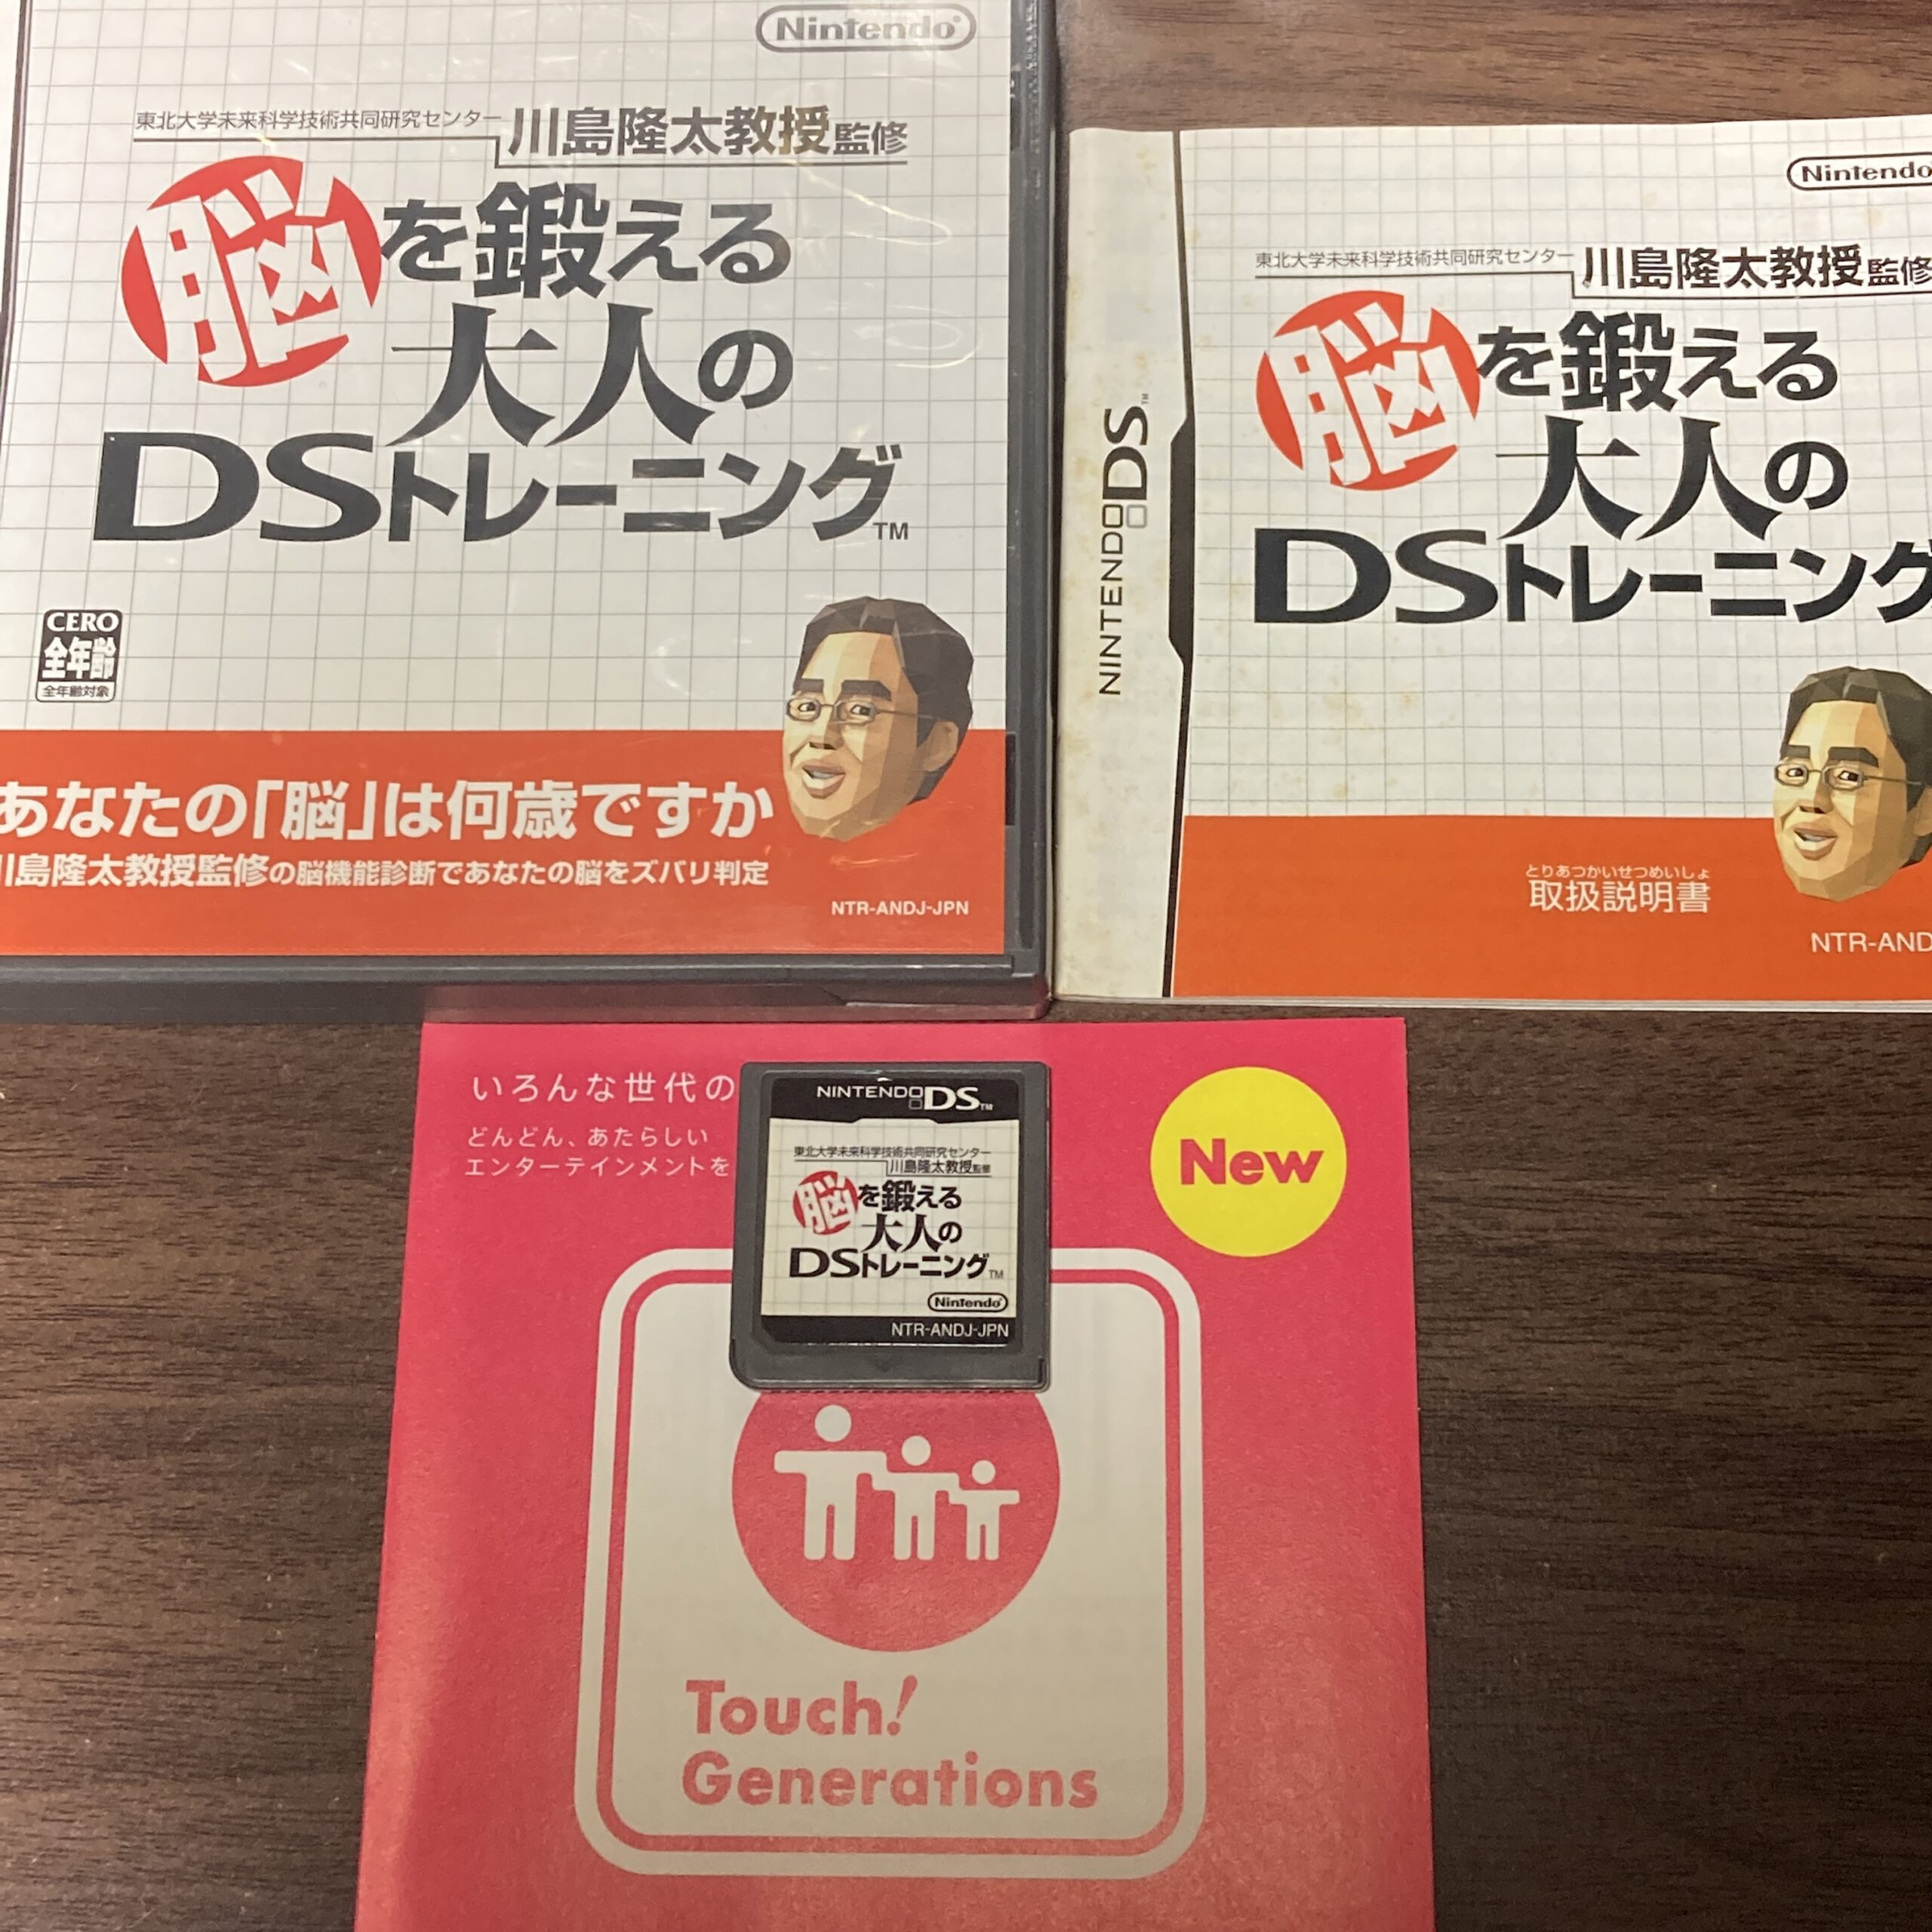 Nintendo®
東北大学未来科学技術共同研究センター
川島隆太教授監修
脳を鍛える
大人の
DSトレーニング™
CERO
全年齢
全年齢対象
あなたの「脳」は何歳ですか
川島隆太教授監修の脳機能診断であなたの脳をズバリ判定
NTR-ANDJ-JPN
NINTENDO DS™
Nintendo
東北大学未来科学技術共同研究センター
川島隆太教授監修
脳を鍛える
大人の
DSトレーニング
とりあつかいせつめいしょ
取扱説明書
NTR-AND
いろんな世代の
どんどん、あたらしい
エンターテインメントを
New
NINTENDO DS™
東北大学未来科学技術共同研究センター
川島隆太教授監修
脳を鍛える
大人の
DSトレーニング™
Nintendo®
NTR-ANDJ-JPN
Touch!
Generations